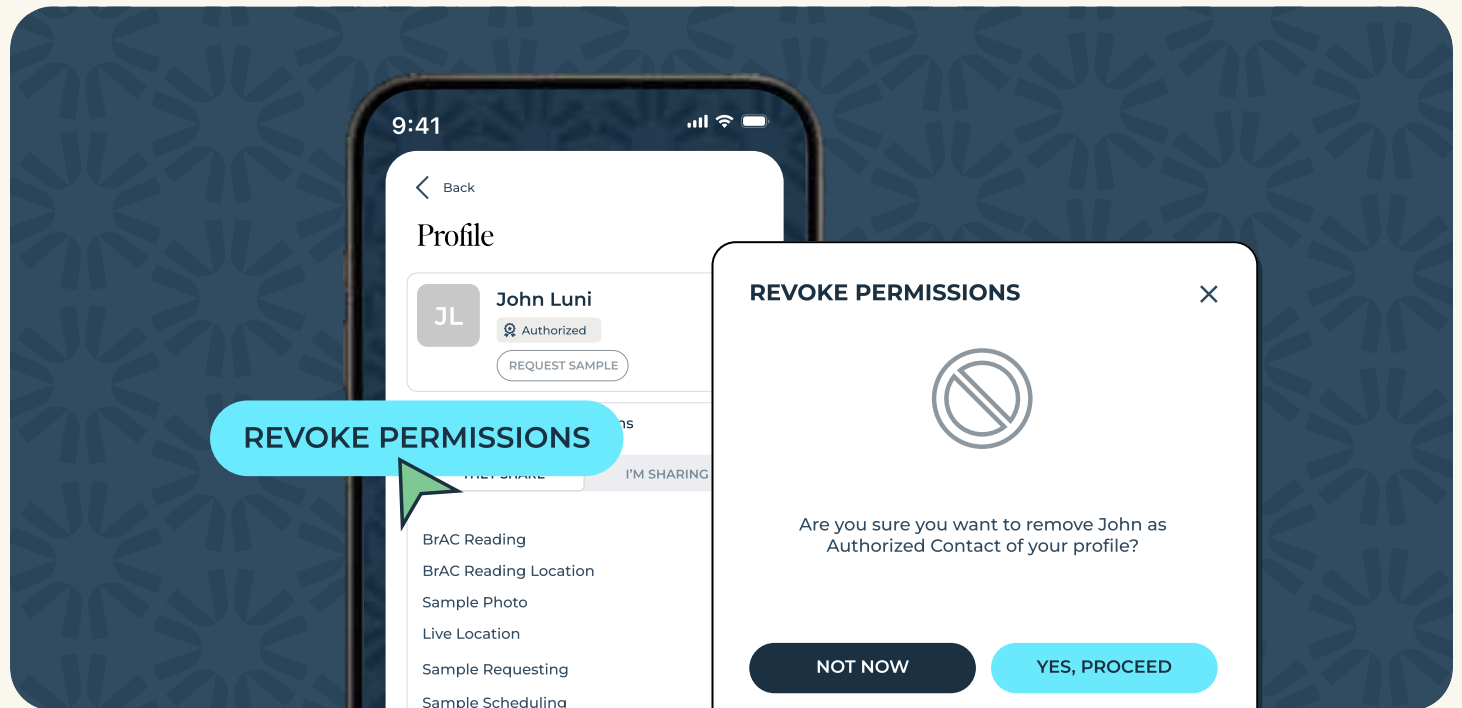 9:41
Back
Profile
JL
John Luni
Authorized
REQUEST SAMPLE
REVOKE PERMISSIONS
THEY SHARE
I'M SHARING
BrAC Reading
BrAC Reading Location
Sample Photo
Live Location
Sample Requesting
Sample Scheduling
REVOKE PERMISSIONS
Are you sure you want to remove John as
Authorized Contact of your profile?
NOT NOW
YES, PROCEED